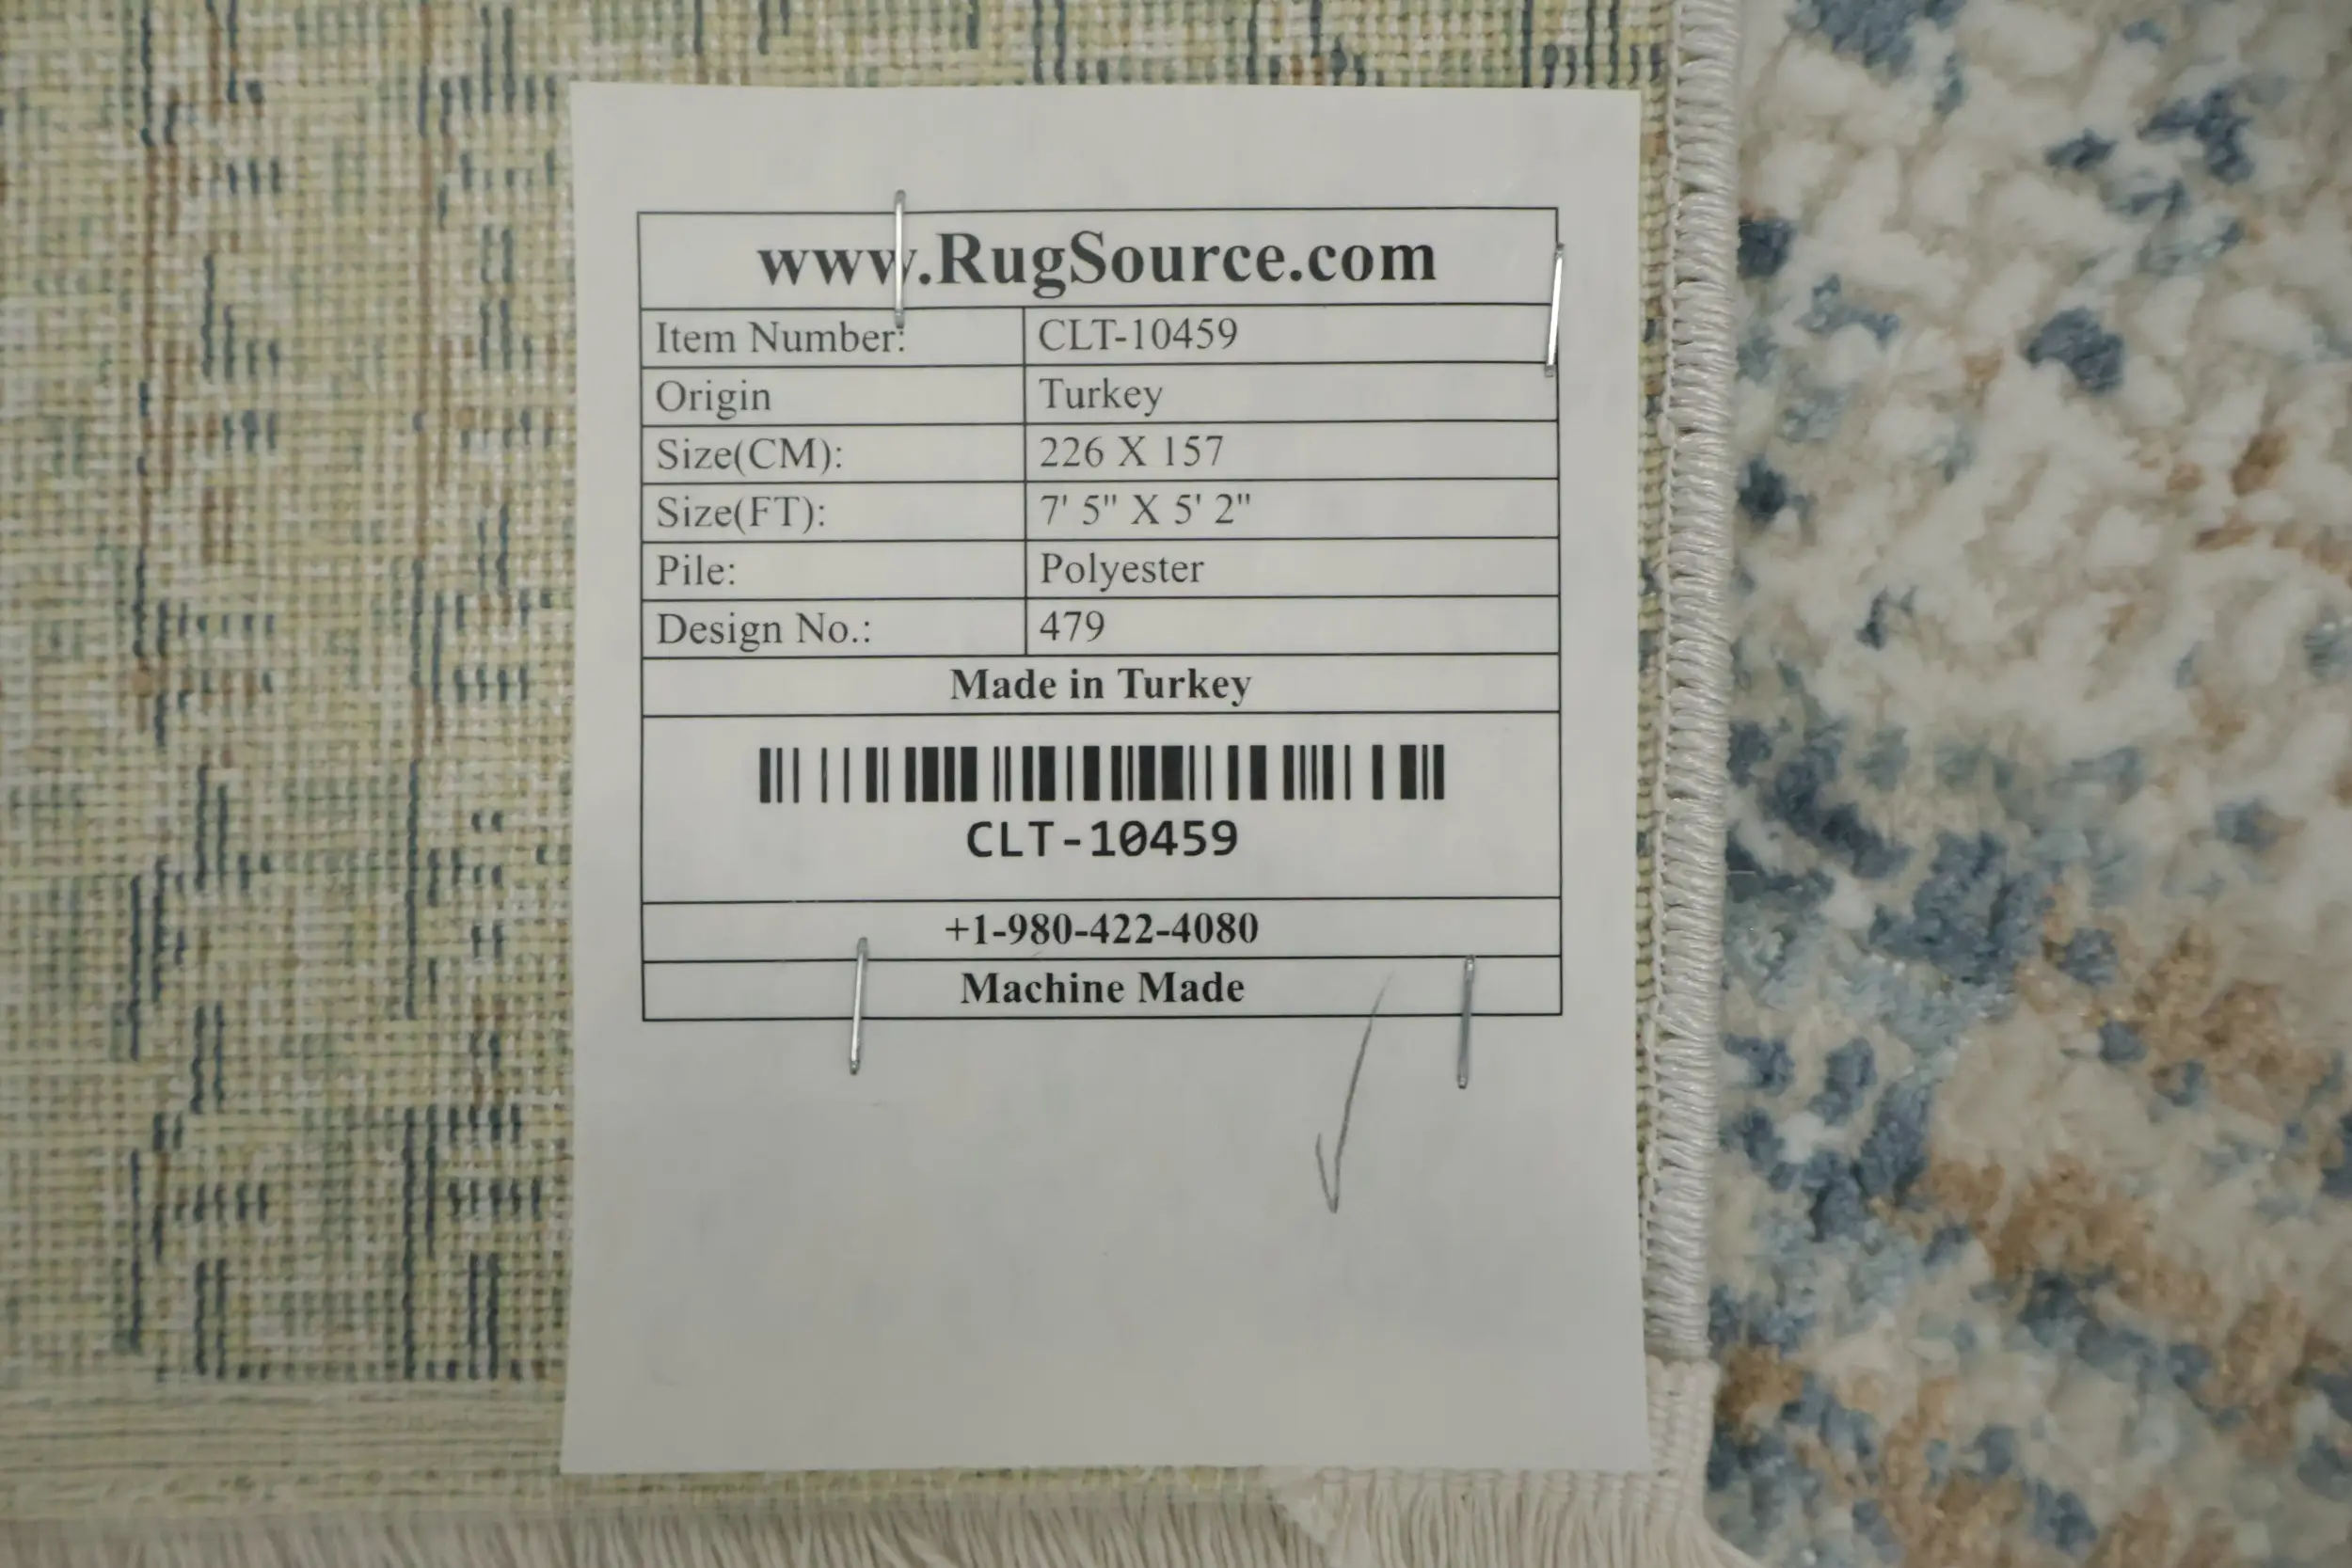 www.RugSource.com
Item Number: CLT-10459
Origin Turkey
Size(CM): 226 X 157
Size(FT): 7' 5" X 5' 2"
Pile: Polyester
Design No.: 479
Made in Turkey
CLT-10459
+1-980-422-4080
Machine Made